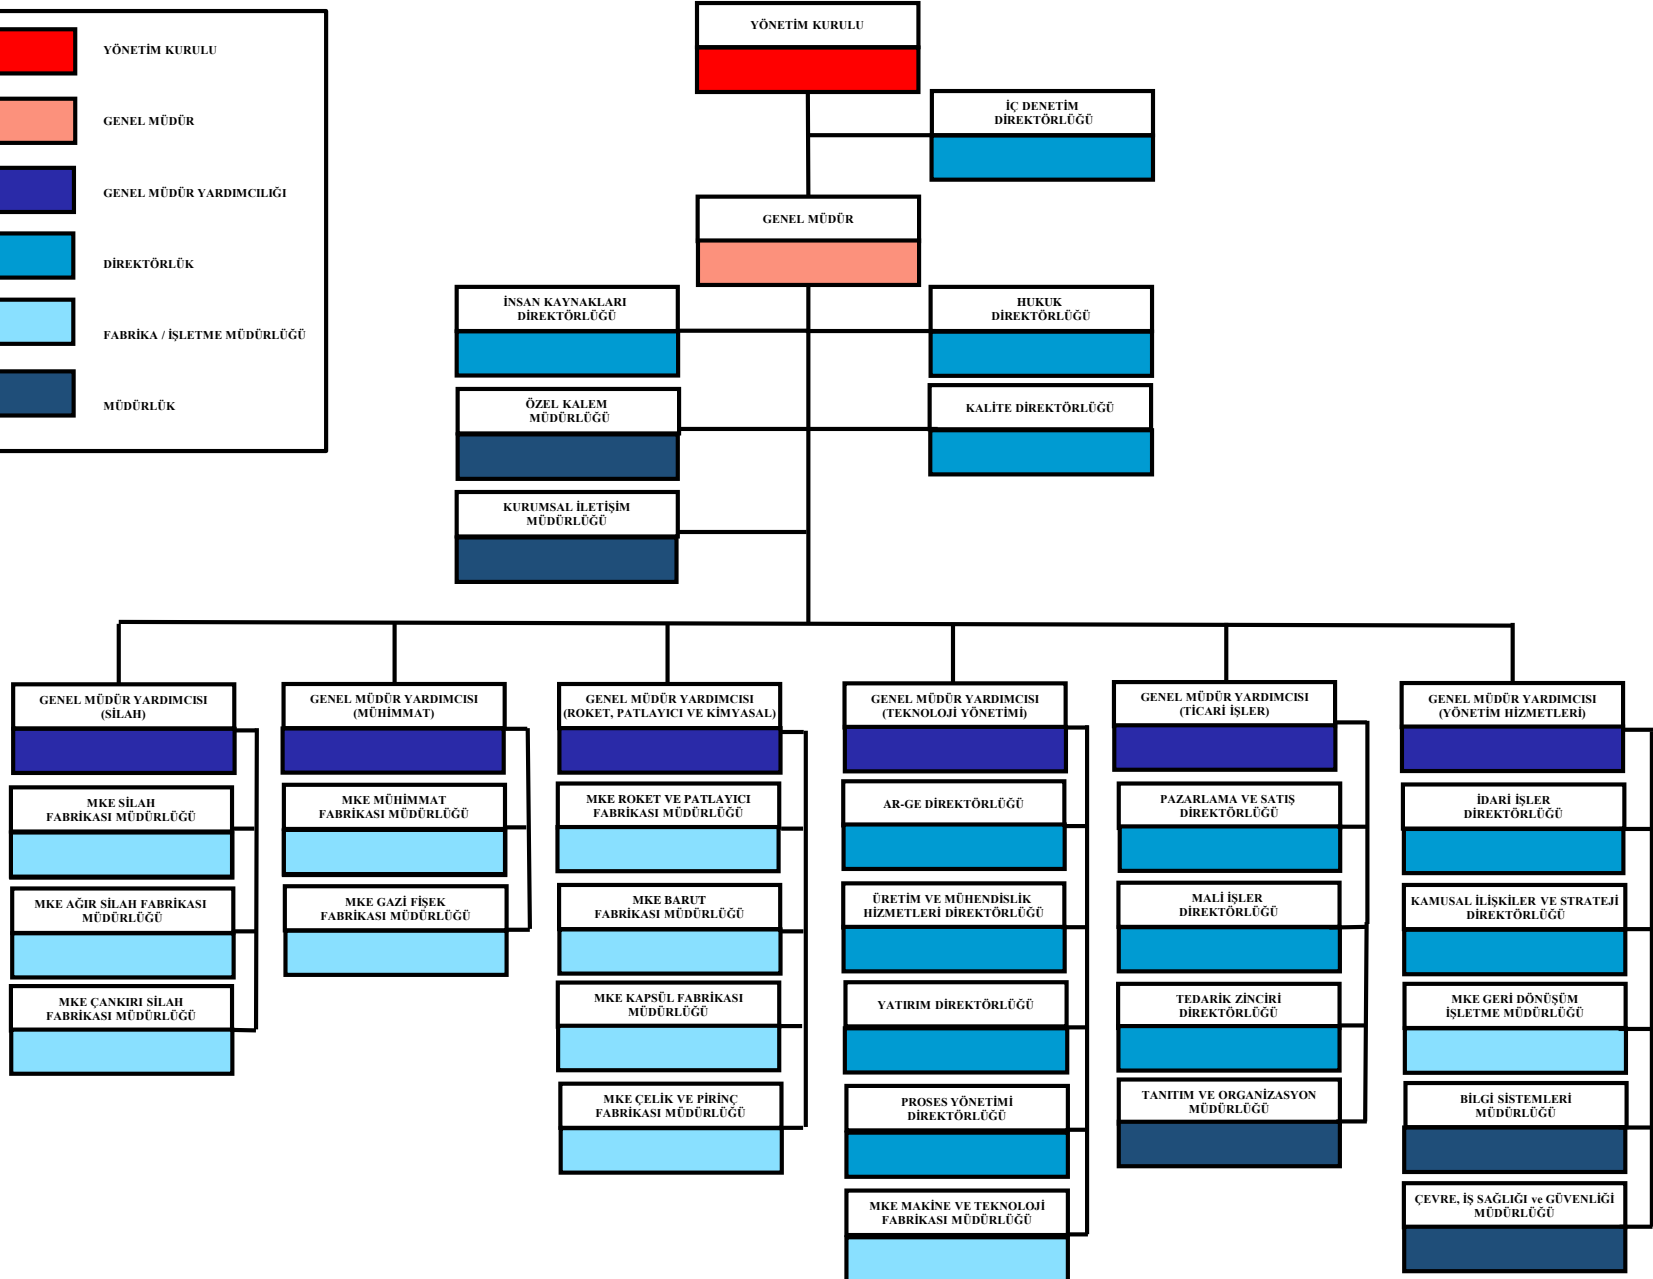 YÖNETİM KURULU
GENEL MÜDÜR
GENEL MÜDÜR YARDIMCILIĞI
DİREKTÖRLÜK
FABRİKA / İŞLETME MÜDÜRLÜĞÜ
MÜDÜRLÜK
YÖNETİM KURULU
İÇ DENETİM
DİREKTÖRLÜĞÜ
GENEL MÜDÜR
İNSAN KAYNAKLARI
DİREKTÖRLÜĞÜ
HUKUK
DİREKTÖRLÜĞÜ
ÖZEL KALEM
MÜDÜRLÜĞÜ
KALİTE DİREKTÖRLÜĞÜ
KURUMSAL İLETİŞİM
MÜDÜRLÜĞÜ
GENEL MÜDÜR YARDIMCISI
(SİLAH)
MKE SİLAH
FABRİKASI MÜDÜRLÜĞÜ
MKE AĞIR SİLAH FABRİKASI
MÜDÜRLÜĞÜ
MKE ÇANKIRI SİLAH
FABRİKASI MÜDÜRLÜĞÜ
GENEL MÜDÜR YARDIMCISI
(MÜHİMMAT)
MKE MÜHİMMAT
FABRİKASI MÜDÜRLÜĞÜ
MKE GAZİ FİŞEK
FABRİKASI MÜDÜRLÜĞÜ
GENEL MÜDÜR YARDIMCISI
(ROKET, PATLAYICI VE KİMYASAL)
MKE ROKET VE PATLAYICI
FABRİKASI MÜDÜRLÜĞÜ
MKE BARUT
FABRİKASI MÜDÜRLÜĞÜ
MKE KAPSÜL FABRİKASI
MÜDÜRLÜĞÜ
MKE ÇELİK VE PİRİNÇ
FABRİKASI MÜDÜRLÜĞÜ
GENEL MÜDÜR YARDIMCISI
(TEKNOLOJİ YÖNETİMİ)
AR-GE DİREKTÖRLÜĞÜ
ÜRETİM VE MÜHENDİSLİK
HİZMETLERİ DİREKTÖRLÜĞÜ
YATIRIM DİREKTÖRLÜĞÜ
PROSES YÖNETİMİ
DİREKTÖRLÜĞÜ
MKE MAKİNE VE TEKNOLOJİ
FABRİKASI MÜDÜRLÜĞÜ
GENEL MÜDÜR YARDIMCISI
(TİCARİ İŞLER)
PAZARLAMA VE SATIŞ
DİREKTÖRLÜĞÜ
MALİ İŞLER
DİREKTÖRLÜĞÜ
TEDARİK ZİNCİRİ
DİREKTÖRLÜĞÜ
TANITIM VE ORGANİZASYON
MÜDÜRLÜĞÜ
GENEL MÜDÜR YARDIMCISI
(YÖNETİM HİZMETLERİ)
İDARİ İŞLER
DİREKTÖRLÜĞÜ
KAMUSAL İLİŞKİLER VE STRATEJİ
DİREKTÖRLÜĞÜ
MKE GERİ DÖNÜŞÜM
İŞLETME MÜDÜRLÜĞÜ
BİLGİ SİSTEMLERİ
MÜDÜRLÜĞÜ
ÇEVRE, İŞ SAĞLIĞI ve GÜVENLİĞİ
MÜDÜRLÜĞÜ